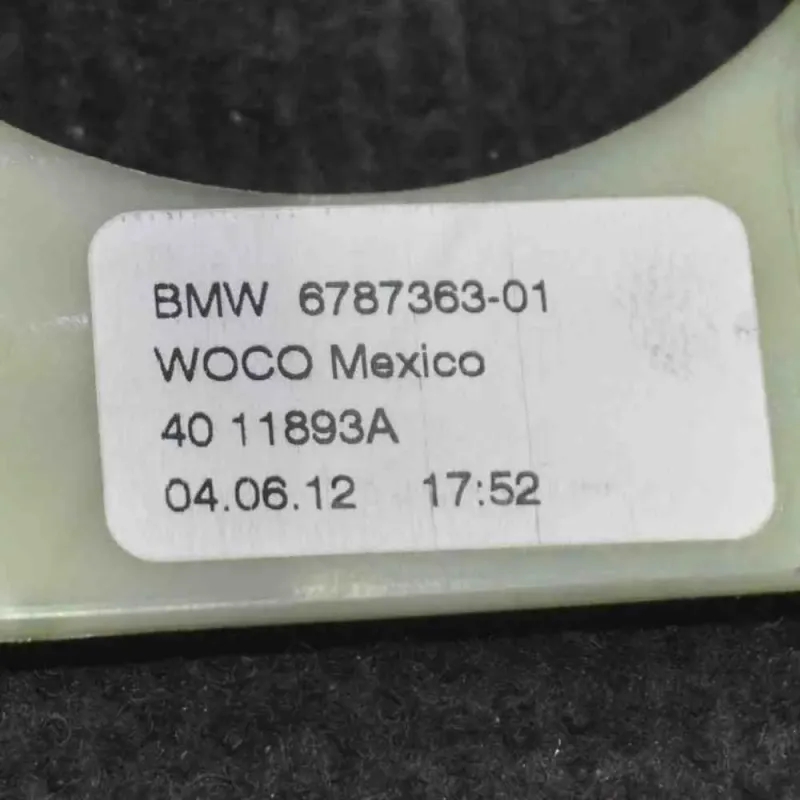 BMW 6787363-01
WOCO Mexico
40 11893A
04.06.12 17:52